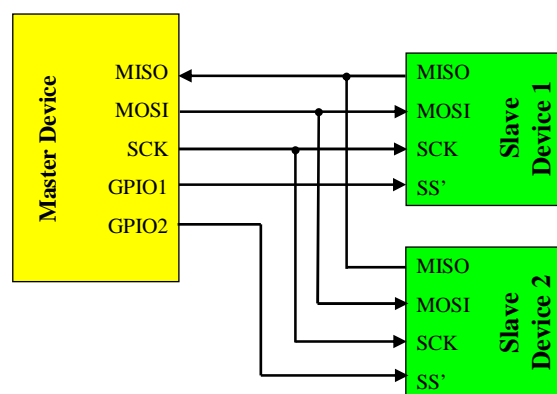 Master Device
MISO
MOSI
SCK
GPIO1
GPIO2
MISO
MOSI
SCK
SS’
Slave
Device 1
MISO
MOSI
SCK
SS’
Slave
Device 2